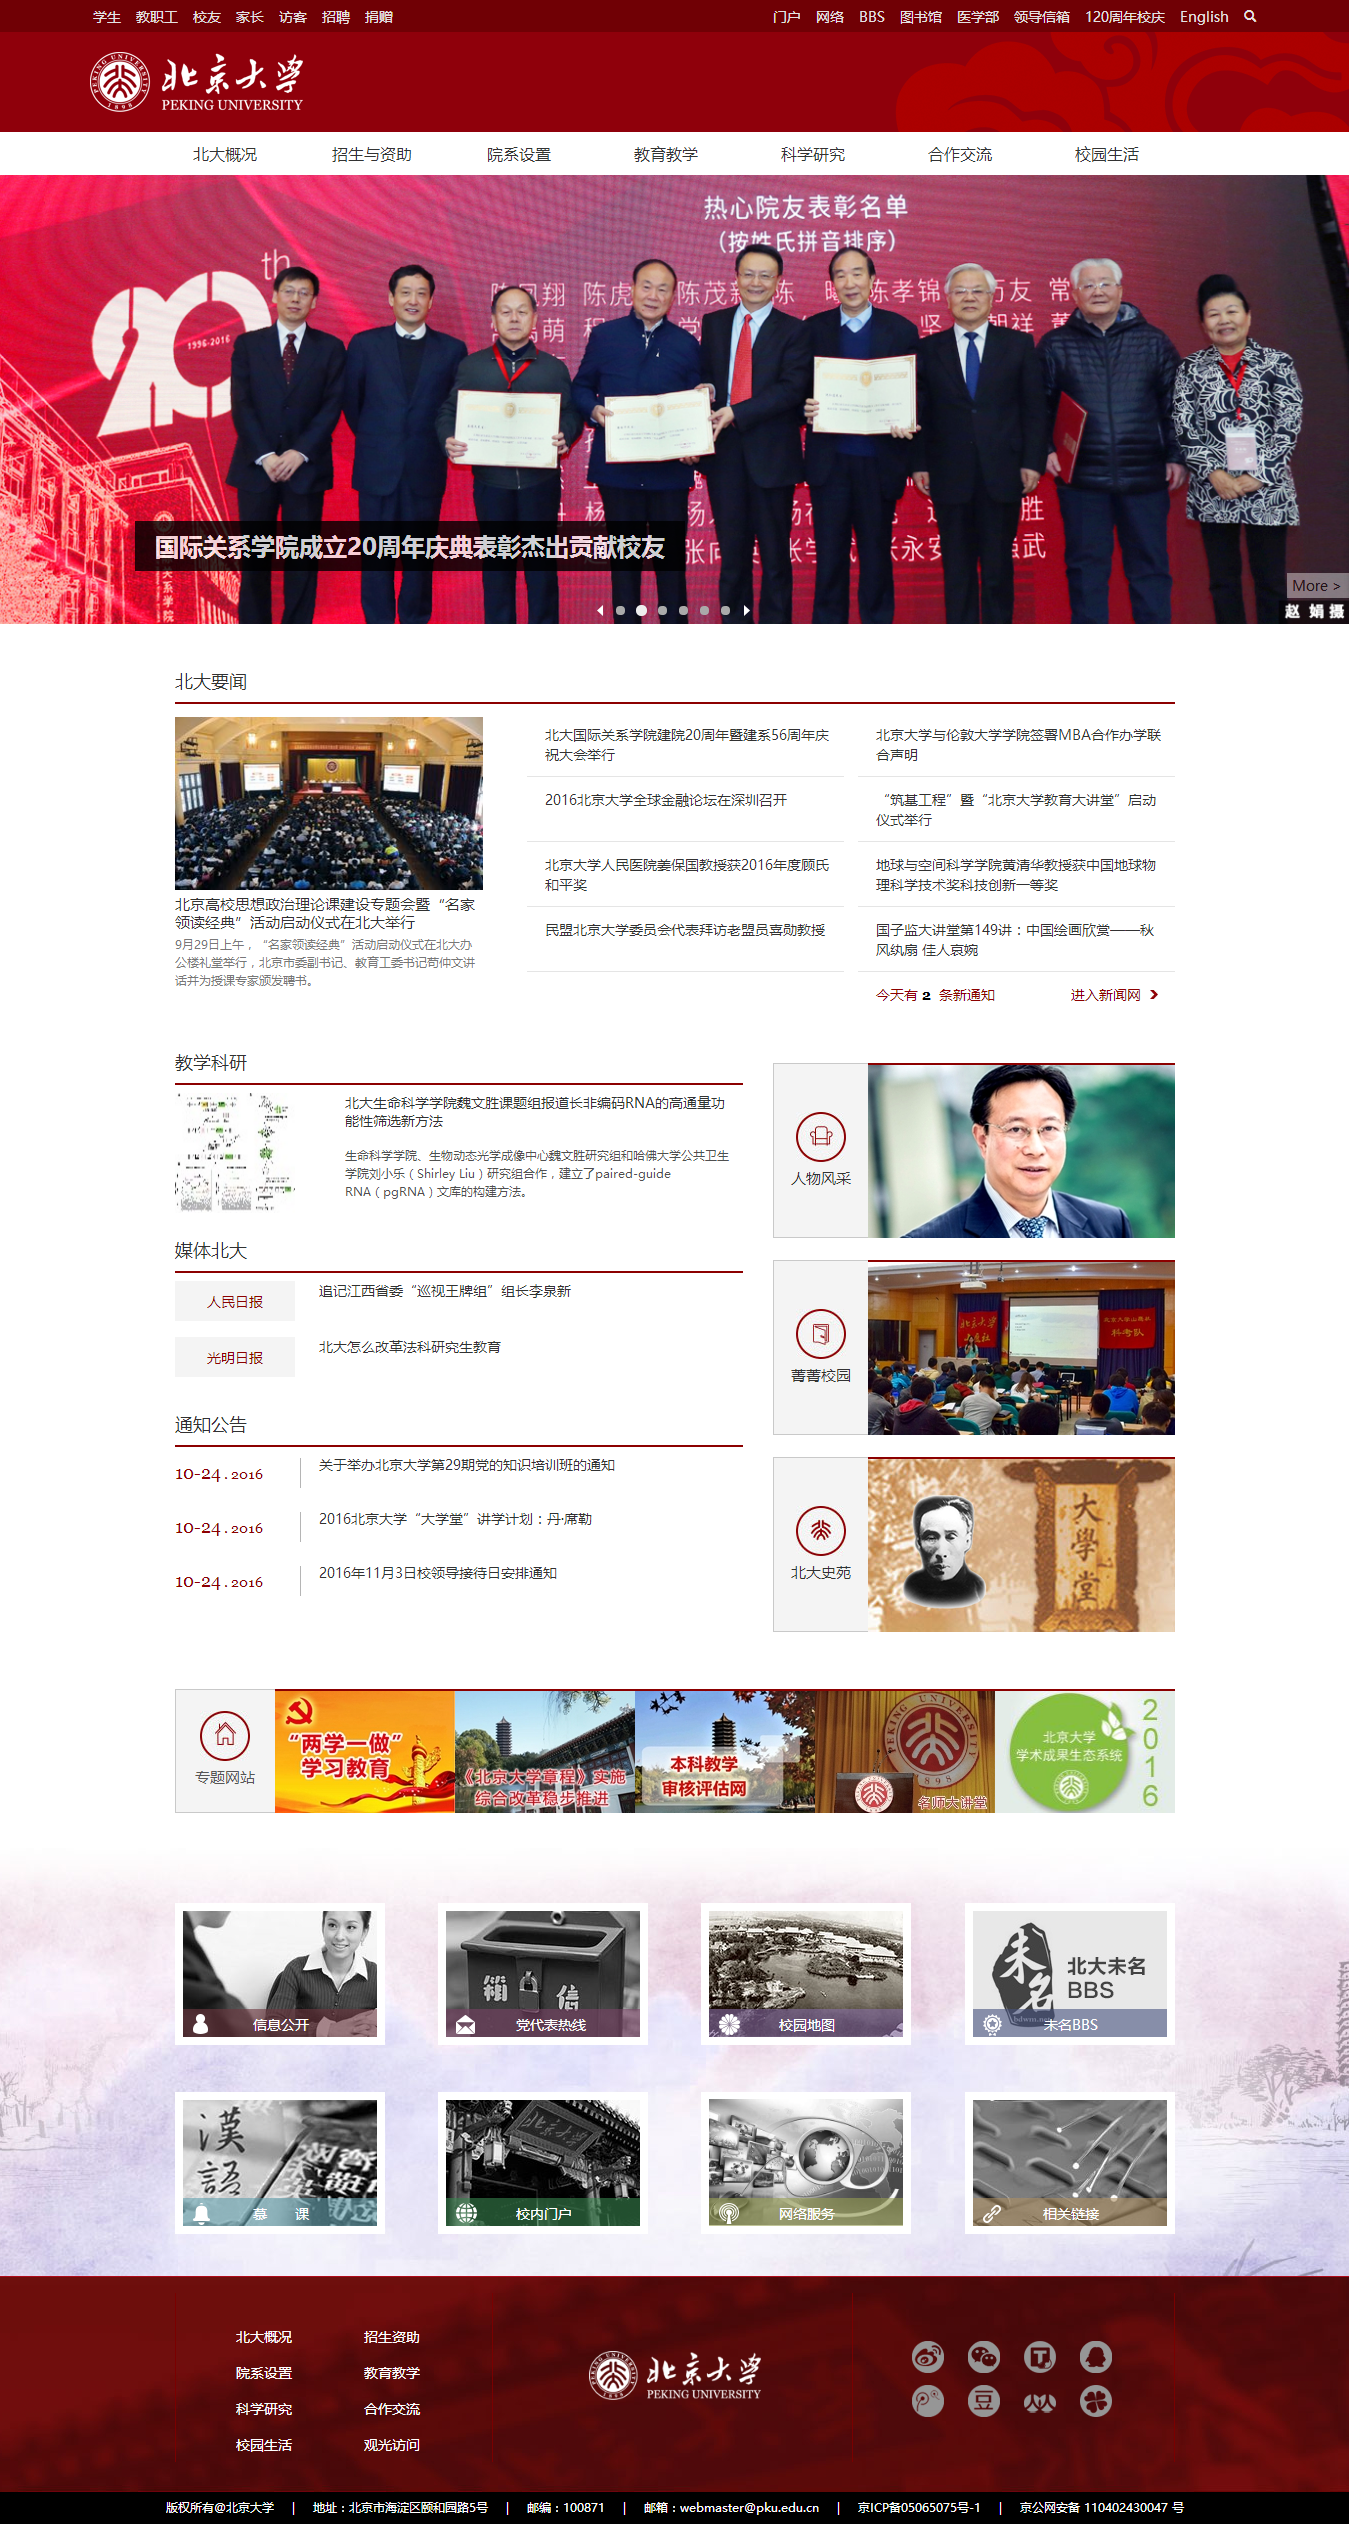 学生 教职工 校友 家长 访客 招聘 捐赠
门户 网络 BBS 图书馆 医学部 领导信箱 120周年校庆 English
北京大学
PEKING UNIVERSITY
北大概况 招生与资助 院系设置 教育教学 科学研究 合作交流 校园生活
热心院友表彰名单
(按姓氏拼音排序)
th
1996-2016
国际关系学院成立20周年庆典表彰杰出贡献校友
More >
赵 娟 摄
北大要闻
北京高校思想政治理论课建设专题会暨“名家
领读经典”活动启动仪式在北大举行
9月29日上午，“名家领读经典”活动启动仪式在北大办
公楼礼堂举行，北京市委副书记、教育工委书记苟仲文讲
话并为授课专家颁发聘书。
北大国际关系学院建院20周年暨建系56周年庆
祝大会举行
2016北京大学全球金融论坛在深圳召开
北京大学人民医院姜保国教授获2016年度顾氏
和平奖
民盟北京大学委员会代表拜访老盟员喜勋教授
北京大学与伦敦大学学院签署MBA合作办学联
合声明
“筑基工程”暨“北京大学教育大讲堂”启动
仪式举行
地球与空间科学学院黄清华教授获中国地球物
理科学技术奖科技创新一等奖
国子监大讲堂第149讲：中国绘画欣赏——秋
风纨扇 佳人哀婉
今天有 2 条新通知
进入新闻网
教学科研
北大生命科学学院魏文胜课题组报道长非编码RNA的高通量功
能性筛选新方法
生命科学学院、生物动态光学成像中心魏文胜研究组和哈佛大学公共卫生
学院刘小乐（Shirley Liu）研究组合作，建立了paired-guide
RNA（pgRNA）文库的构建方法。
媒体北大
人民日报 追记江西省委“巡视王牌组”组长李泉新
光明日报 北大怎么改革法科研究生教育
通知公告
10-24 . 2016 关于举办北京大学第29期党的知识培训班的通知
10-24 . 2016 2016北京大学“大学堂”讲学计划：丹·席勒
10-24 . 2016 2016年11月3日校领导接待日安排通知
人物风采
菁菁校园
北大史苑
大學堂
专题网站
“两学一做”
学习教育
《北京大学章程》实施
综合改革稳步推进
本科教学
审核评估网
名师大讲堂
北京大学
学术成果生态系统
2016
信息公开
党代表热线
校园地图
北大未名
BBS
未名BBS
漢語
慕 课
校内门户
网络服务
相关链接
北大概况 招生资助
院系设置 教育教学
科学研究 合作交流
校园生活 观光访问
北京大学
PEKING UNIVERSITY
版权所有@北京大学 | 地址：北京市海淀区颐和园路5号 | 邮编：100871 | 邮箱：webmaster@pku.edu.cn | 京ICP备05065075号-1 | 京公网安备 110402430047 号